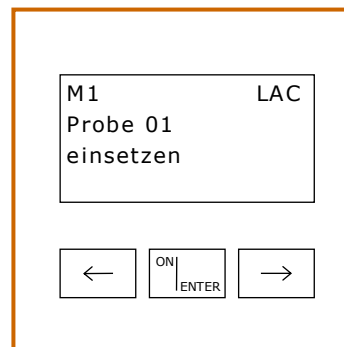 M1 LAC
Probe 01
einsetzen
← ON ENTER →